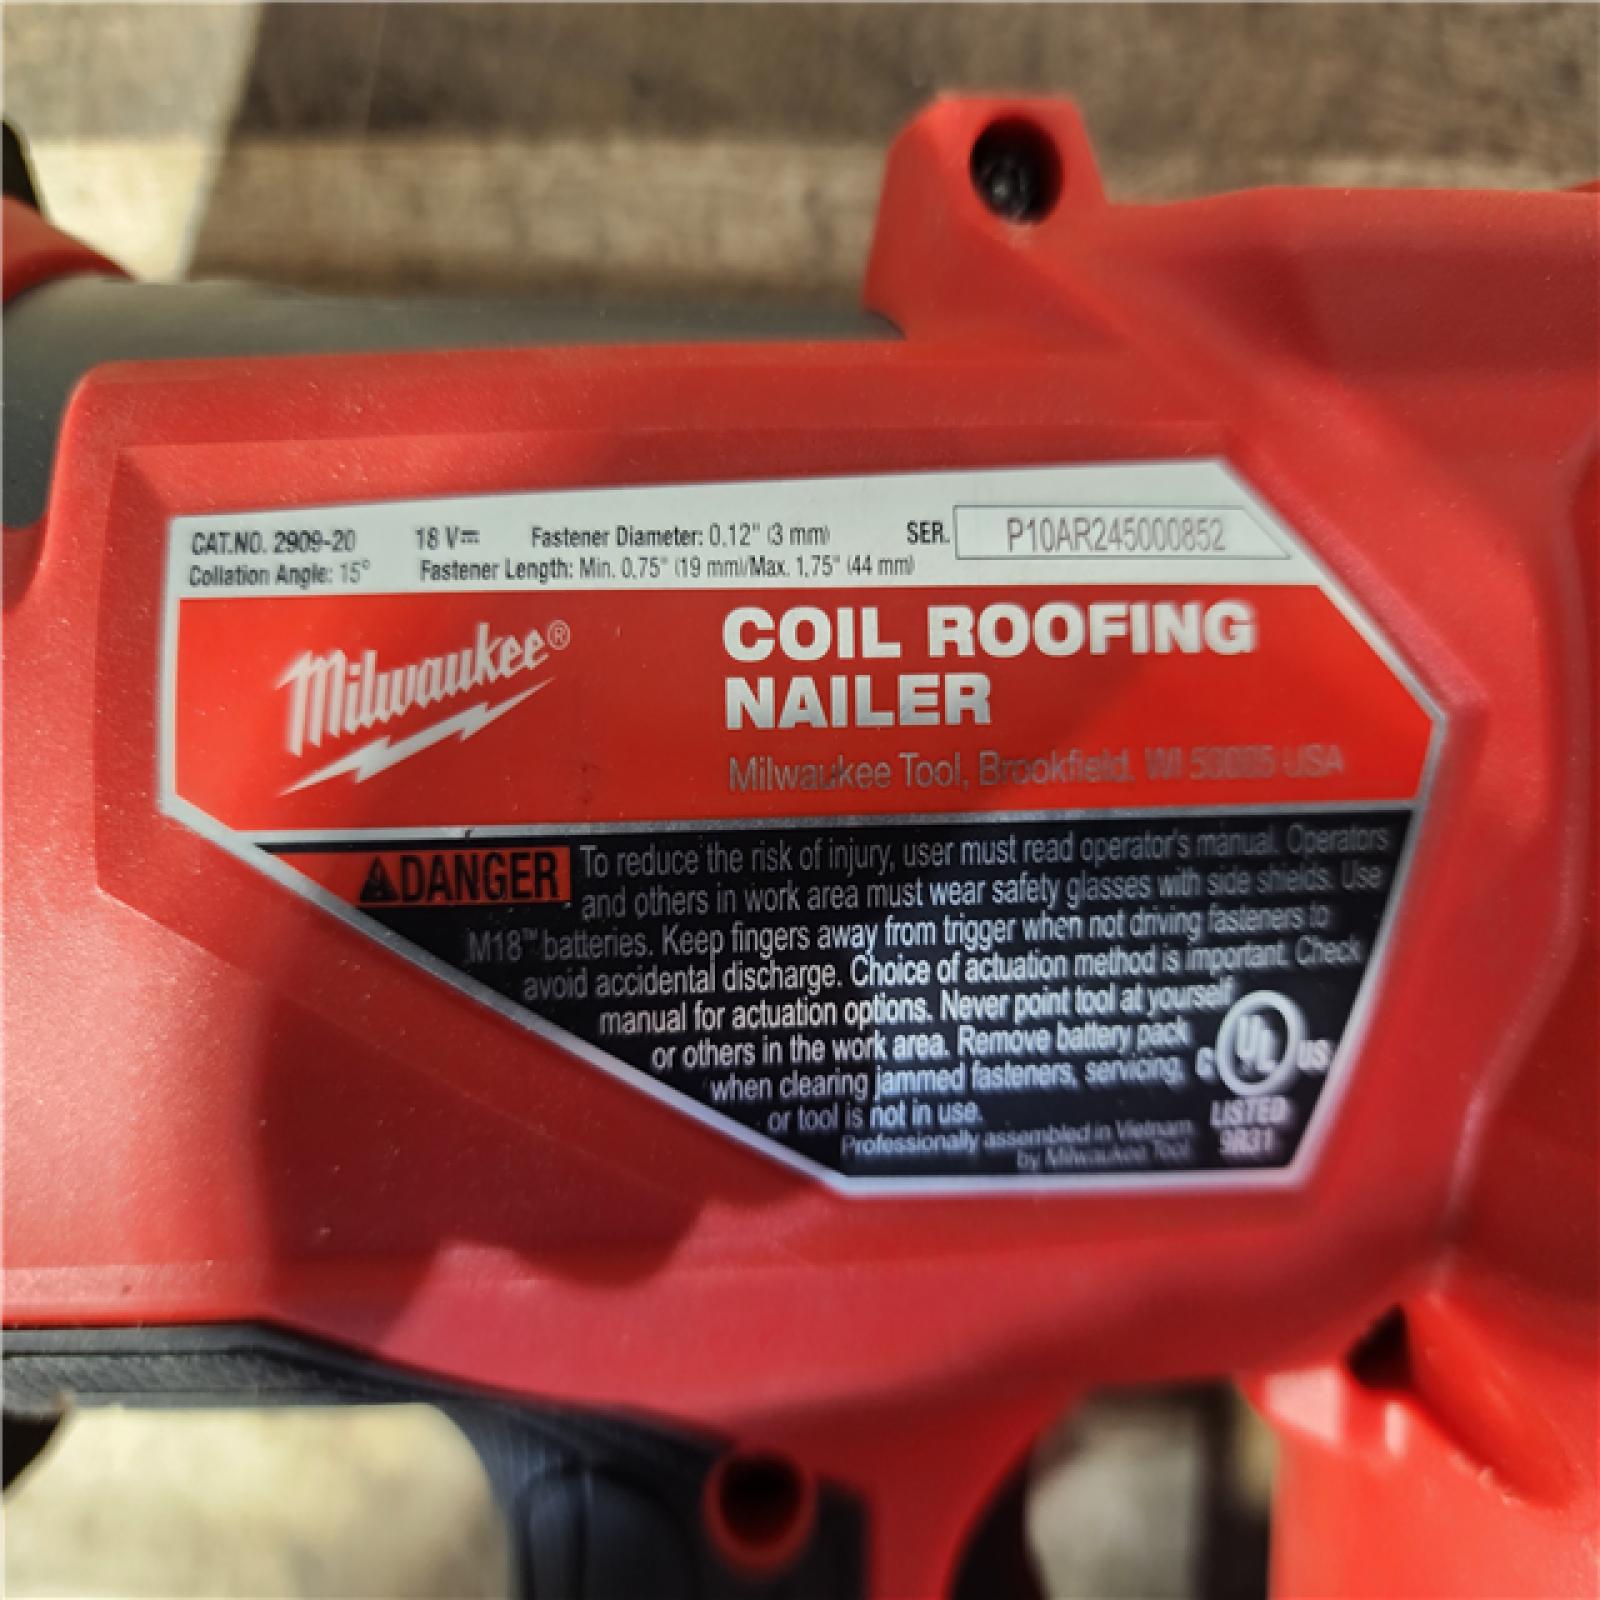 CAT.NO. 2909-20 18 V⎓ Fastener Diameter: 0.12" (3 mm) SER. P10AR245000852
Collation Angle: 15° Fastener Length: Min. 0.75" (19 mm)/Max. 1.75" (44 mm)
Milwaukee®
COIL ROOFING
NAILER
Milwaukee Tool, Brookfield, WI 53005 USA
DANGER To reduce the risk of injury, user must read operator's manual. Operators
and others in work area must wear safety glasses with side shields. Use
M18™ batteries. Keep fingers away from trigger when not driving fasteners to
avoid accidental discharge. Choice of actuation method is important. Check
manual for actuation options. Never point tool at yourself
or others in the work area. Remove battery pack
when clearing jammed fasteners, servicing,
or tool is not in use.
Professionally assembled in Vietnam
by Milwaukee Tool.
C UL US
LISTED
9B31